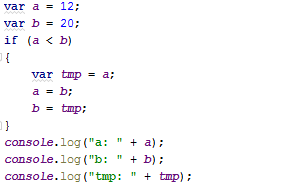 var a = 12;
var b = 20;
if (a < b)
{
    var tmp = a;
    a = b;
    b = tmp;
}
console.log("a: " + a);
console.log("b: " + b);
console.log("tmp: " + tmp);